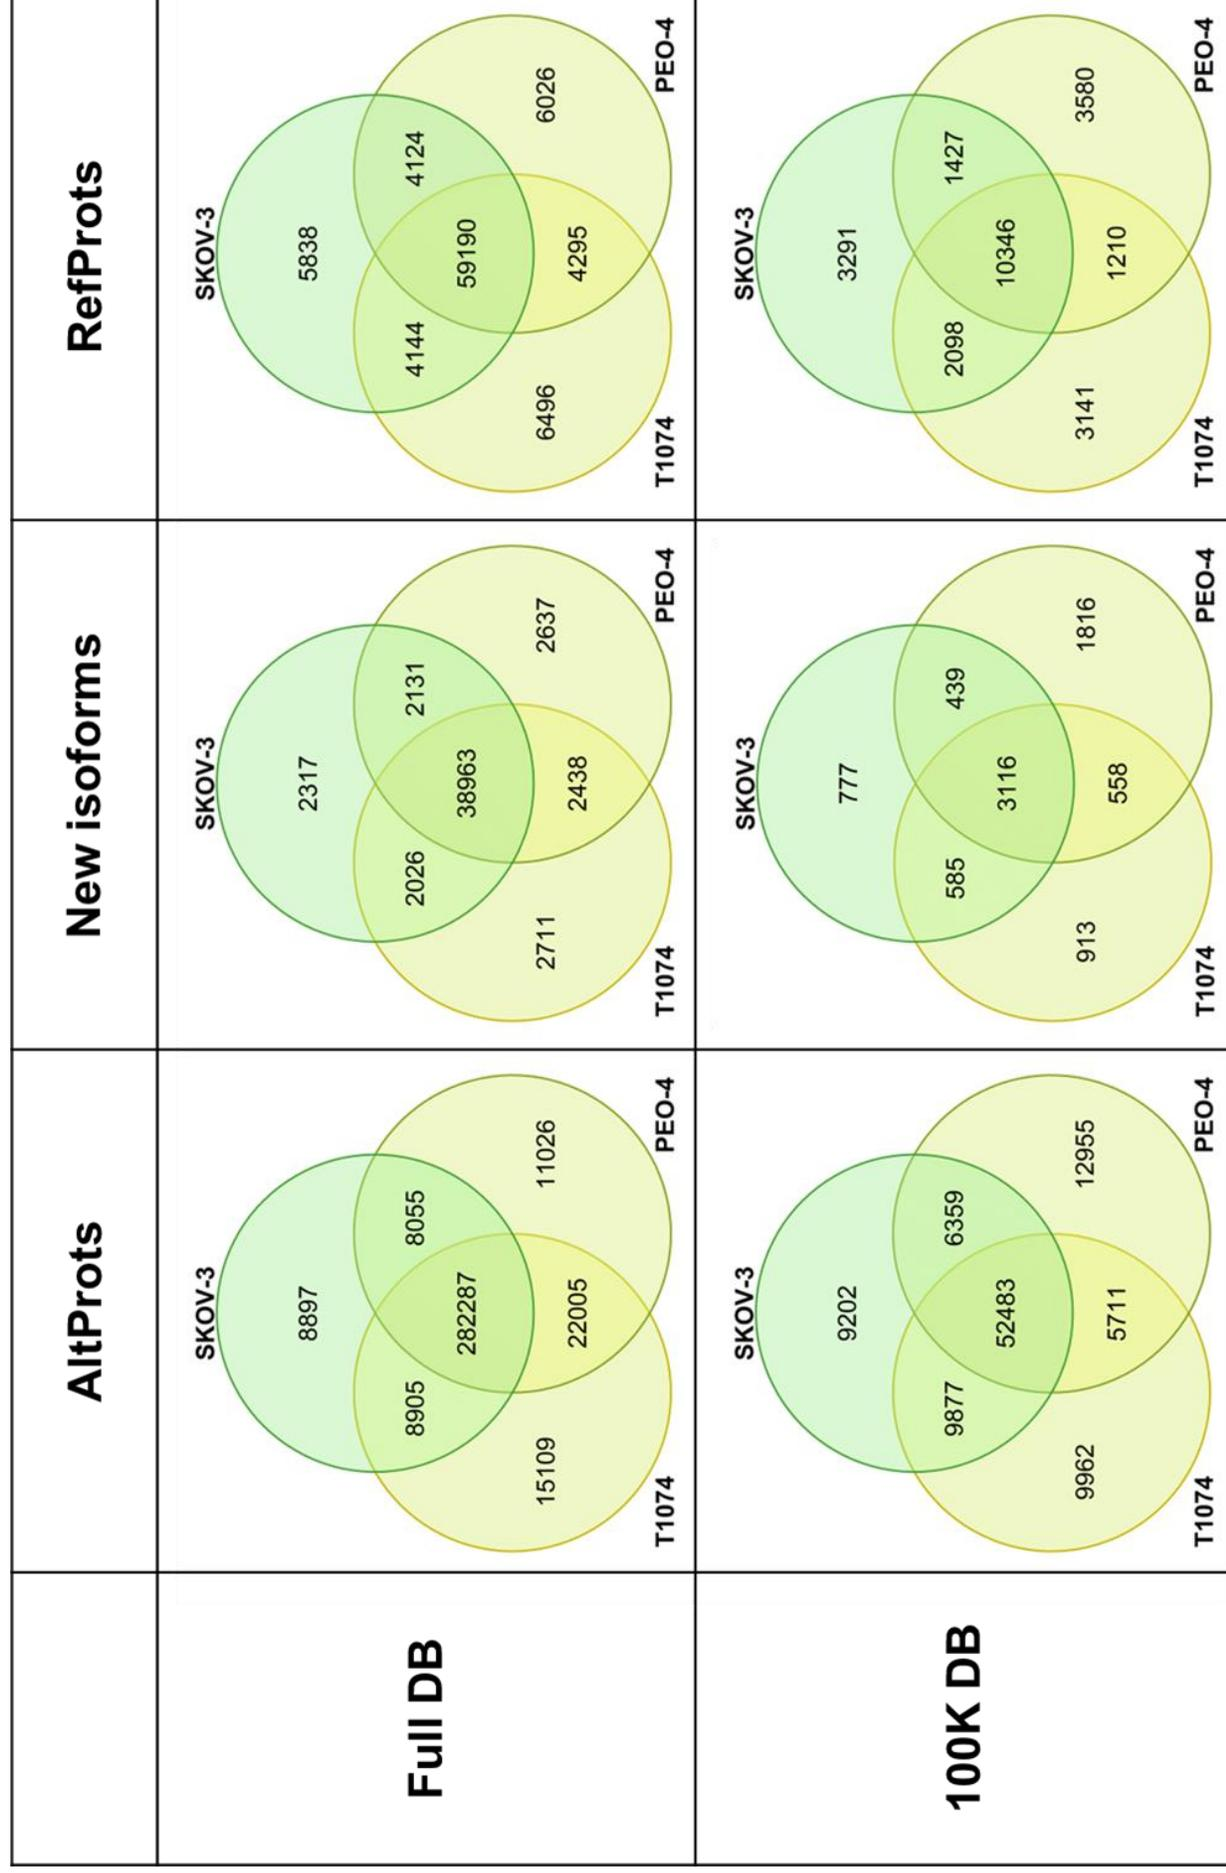 AltProts
New isoforms
RefProts
Full DB
SKOV-3
8897
8905
8055
282287
15109
22005
11026
T1074
PEO-4
SKOV-3
2317
2026
2131
38963
2711
2438
2637
T1074
PEO-4
SKOV-3
5838
4144
4124
59190
6496
4295
6026
T1074
PEO-4
100K DB
SKOV-3
9202
9877
6359
52483
9962
5711
12955
T1074
PEO-4
SKOV-3
777
585
439
3116
913
558
1816
T1074
PEO-4
SKOV-3
3291
2098
1427
10346
3141
1210
3580
T1074
PEO-4